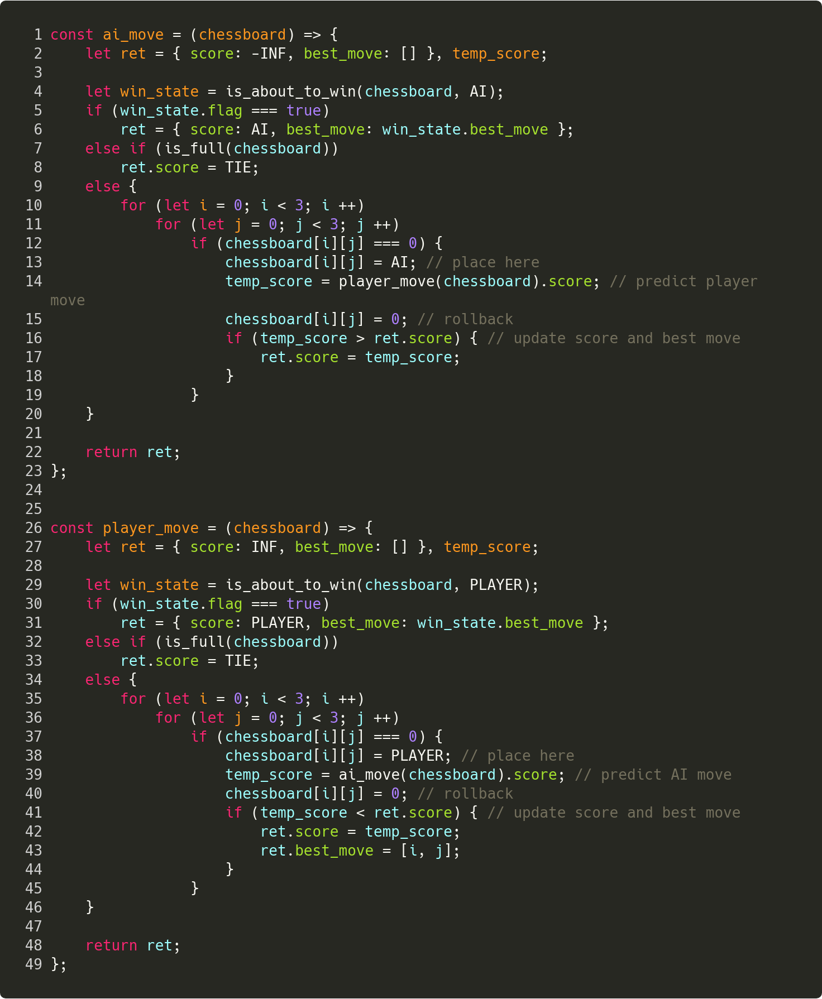 1 const ai_move = (chessboard) => {
2     let ret = { score: -INF, best_move: [] }, temp_score;
3
4     let win_state = is_about_to_win(chessboard, AI);
5     if (win_state.flag === true)
6         ret = { score: AI, best_move: win_state.best_move };
7     else if (is_full(chessboard))
8         ret.score = TIE;
9     else {
10         for (let i = 0; i < 3; i ++)
11             for (let j = 0; j < 3; j ++)
12                 if (chessboard[i][j] === 0) {
13                     chessboard[i][j] = AI; // place here
14                     temp_score = player_move(chessboard).score; // predict player
move
15                     chessboard[i][j] = 0; // rollback
16                     if (temp_score > ret.score) { // update score and best move
17                         ret.score = temp_score;
18                     }
19                 }
20     }
21
22     return ret;
23 };
24
25
26 const player_move = (chessboard) => {
27     let ret = { score: INF, best_move: [] }, temp_score;
28
29     let win_state = is_about_to_win(chessboard, PLAYER);
30     if (win_state.flag === true)
31         ret = { score: PLAYER, best_move: win_state.best_move };
32     else if (is_full(chessboard))
33         ret.score = TIE;
34     else {
35         for (let i = 0; i < 3; i ++)
36             for (let j = 0; j < 3; j ++)
37                 if (chessboard[i][j] === 0) {
38                     chessboard[i][j] = PLAYER; // place here
39                     temp_score = ai_move(chessboard).score; // predict AI move
40                     chessboard[i][j] = 0; // rollback
41                     if (temp_score < ret.score) { // update score and best move
42                         ret.score = temp_score;
43                         ret.best_move = [i, j];
44                     }
45                 }
46     }
47
48     return ret;
49 };